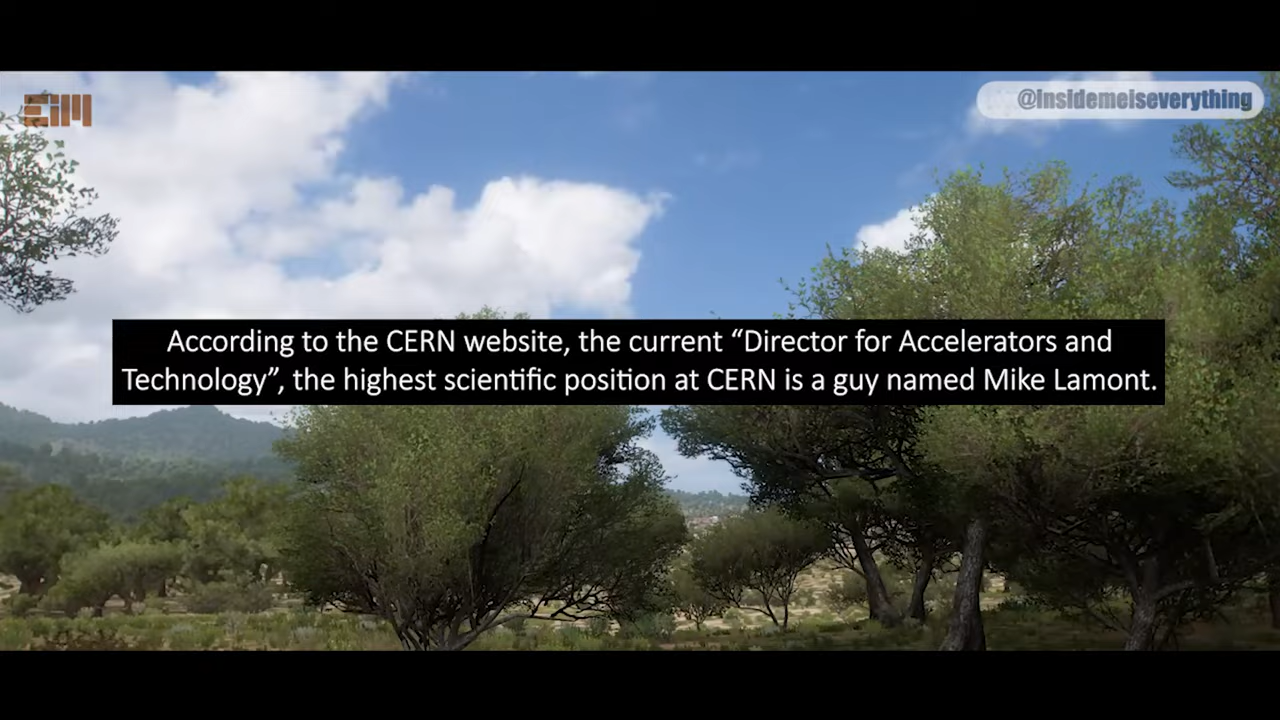 EiM
@Insidemeiseverything
According to the CERN website, the current “Director for Accelerators and
Technology”, the highest scientific position at CERN is a guy named Mike Lamont.